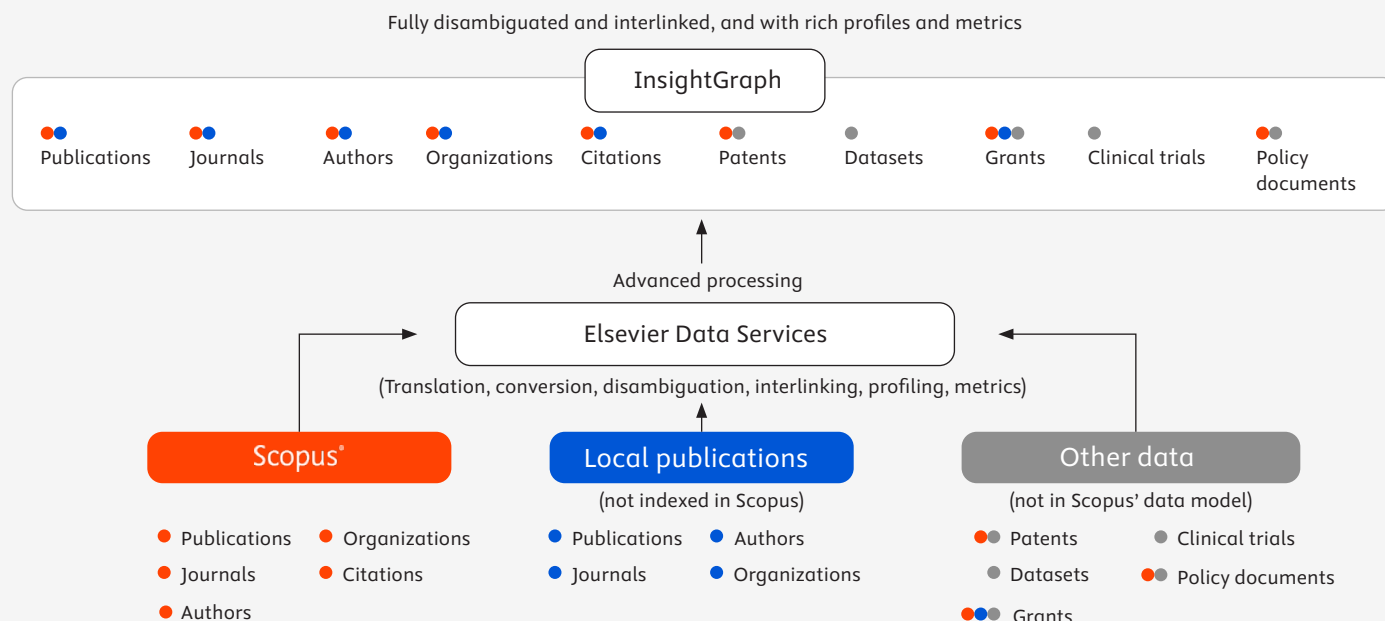 Fully disambiguated and interlinked, and with rich profiles and metrics
InsightGraph
Publications
Journals
Authors
Organizations
Citations
Patents
Datasets
Grants
Clinical trials
Policy
documents
Advanced processing
Elsevier Data Services
(Translation, conversion, disambiguation, interlinking, profiling, metrics)
Scopus®
Publications
Organizations
Journals
Citations
Authors
Local publications
(not indexed in Scopus)
Publications
Authors
Journals
Organizations
Other data
(not in Scopus’ data model)
Patents
Clinical trials
Datasets
Policy documents
Grants